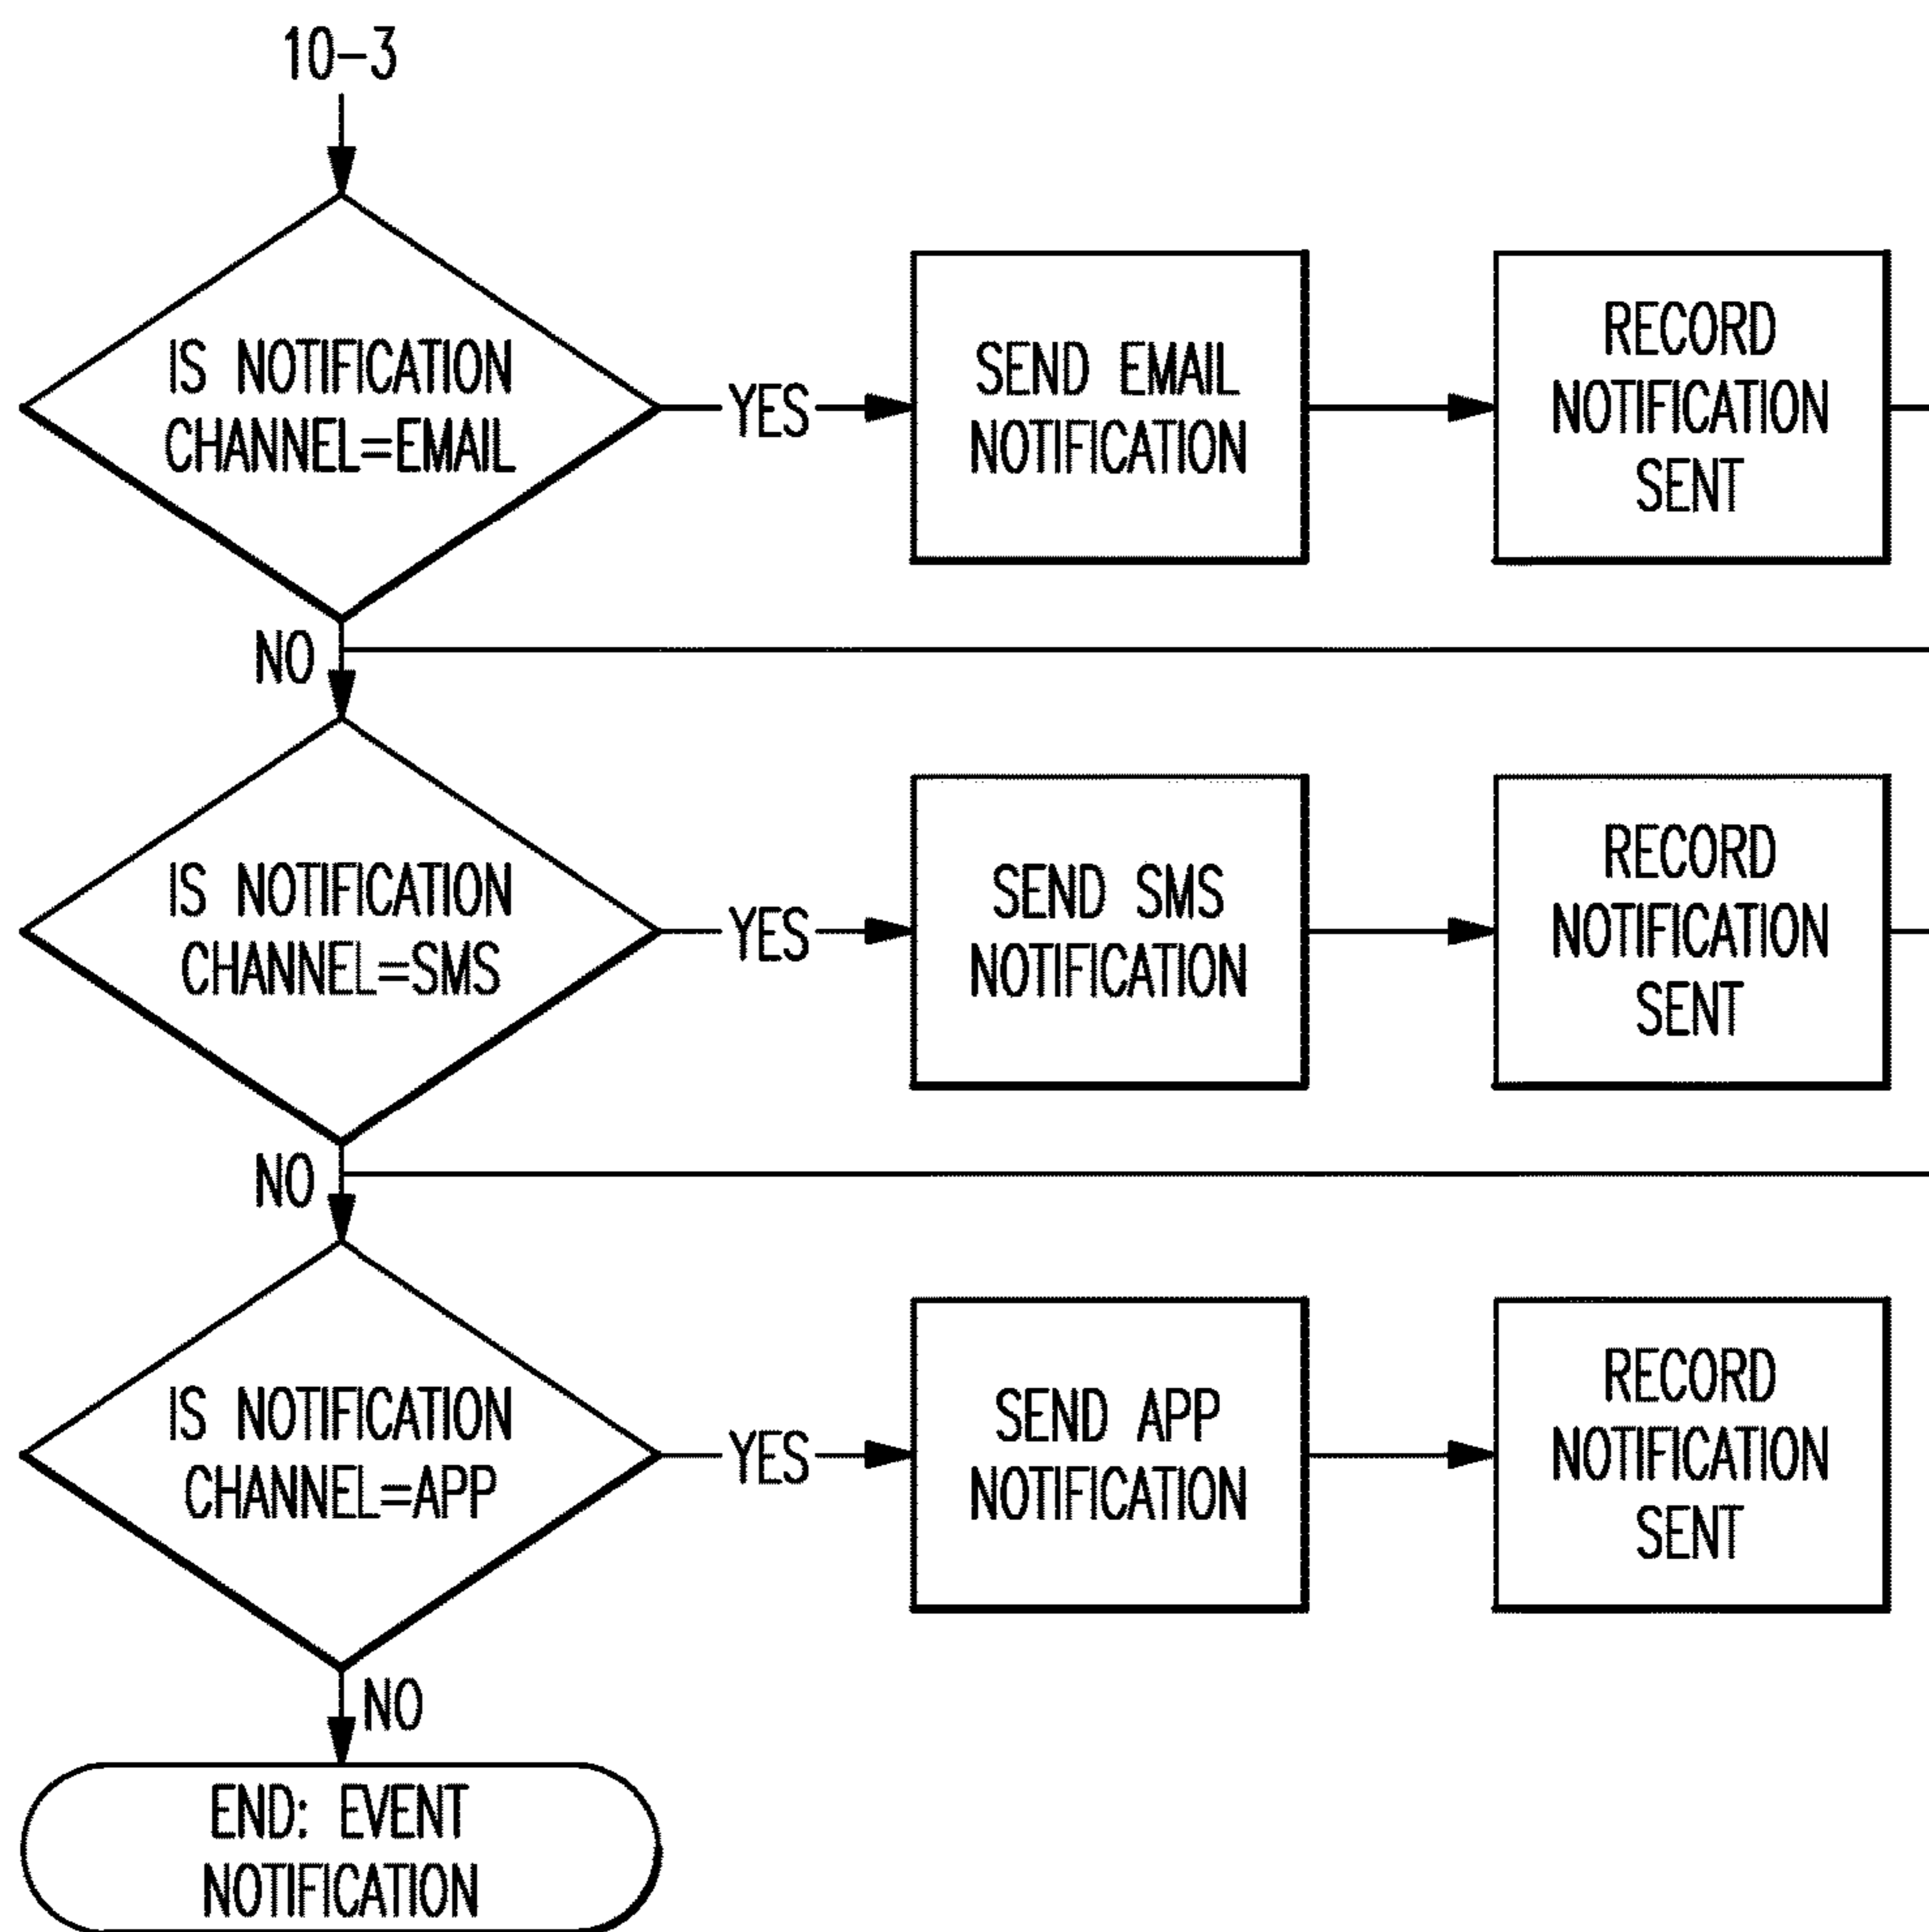 10-3
IS NOTIFICATION
CHANNEL=EMAIL
YES
SEND EMAIL
NOTIFICATION
RECORD
NOTIFICATION
SENT
NO
IS NOTIFICATION
CHANNEL=SMS
YES
SEND SMS
NOTIFICATION
RECORD
NOTIFICATION
SENT
NO
IS NOTIFICATION
CHANNEL=APP
YES
SEND APP
NOTIFICATION
RECORD
NOTIFICATION
SENT
NO
END: EVENT
NOTIFICATION